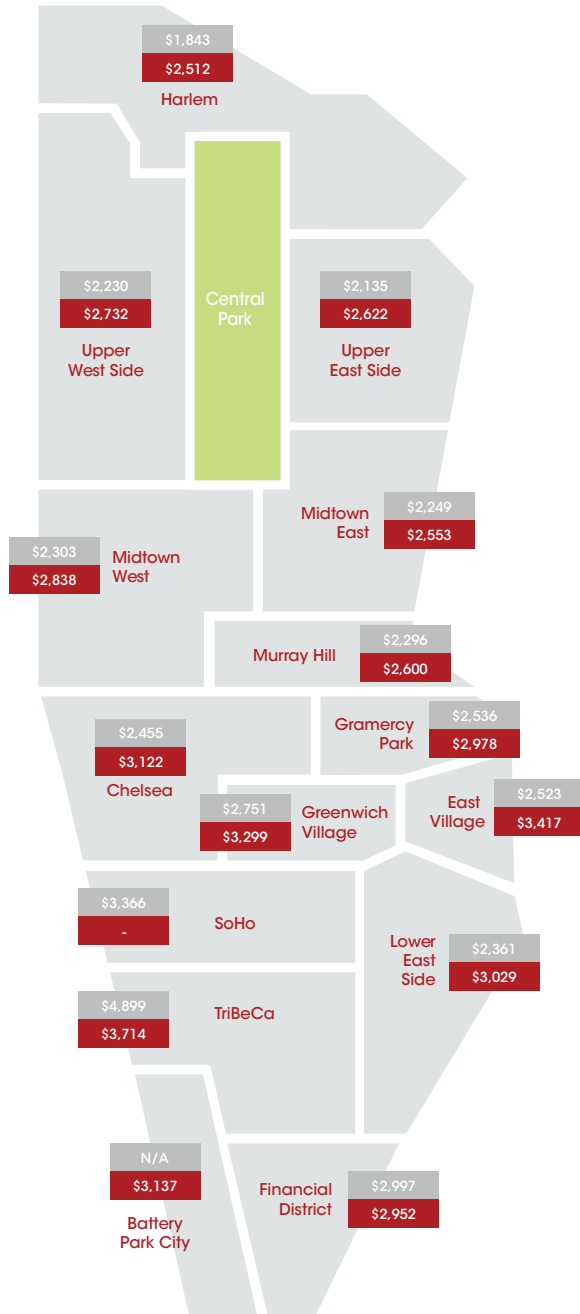 $1,843
$2,512
Harlem
$2,230
$2,732
Upper
West Side
Central
Park
$2,135
$2,622
Upper
East Side
Midtown
East
$2,249
$2,553
$2,303
$2,838
Midtown
West
Murray Hill
$2,296
$2,600
$2,455
$3,122
Chelsea
Gramercy
Park
$2,536
$2,978
$2,751
$3,299
Greenwich
Village
East
Village
$2,523
$3,417
$3,366
-
SoHo
Lower
East
Side
$2,361
$3,029
$4,899
$3,714
TriBeCa
N/A
$3,137
Battery
Park City
Financial
District
$2,997
$2,952